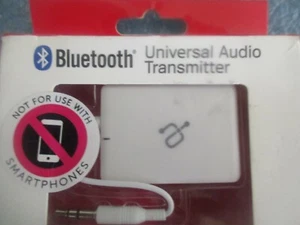 Bluetooth® Universal Audio
Transmitter
NOT FOR USE WITH
SMARTPHONES